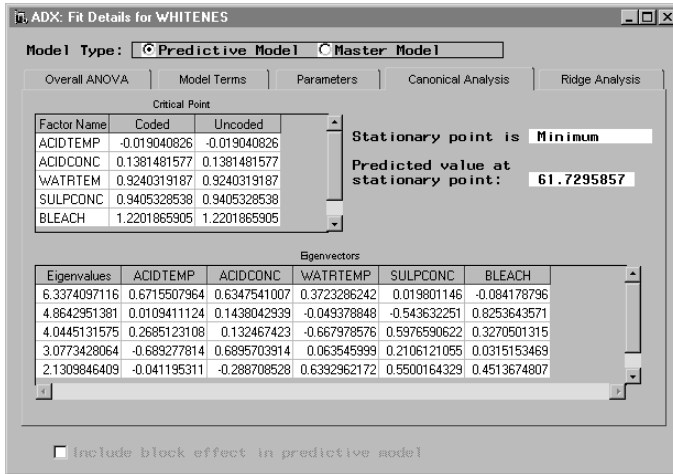 ADX: Fit Details for WHITENES
Model Type: Predictive Model Master Model
Overall ANOVA Model Terms Parameters Canonical Analysis Ridge Analysis
Critical Point
Factor Name Coded Uncoded
ACIDTEMP -0.019040826 -0.019040826
ACIDCONC 0.1381481577 0.1381481577
WATRTEM 0.9240319187 0.9240319187
SULPCONC 0.9405328538 0.9405328538
BLEACH 1.2201865905 1.2201865905
Stationary point is Minimum
Predicted value at
stationary point: 61.7295857
Eigenvectors
Eigenvalues ACIDTEMP ACIDCONC WATRTEMP SULPCONC BLEACH
6.3374097116 0.6715507964 0.6347541007 0.3723286242 0.019801146 -0.084178796
4.8642951381 0.0109411124 0.1438042939 -0.049378848 -0.543632251 0.8253643571
4.0445131575 0.2685123108 0.132467423 -0.667978576 0.5976590622 0.3270501315
3.0773428064 -0.689277814 0.6895703914 0.063545999 0.2106121055 0.0315153469
2.1309846409 -0.041195311 -0.288708528 0.6392962172 0.5500164329 0.4513674807
Include block effect in predictive model